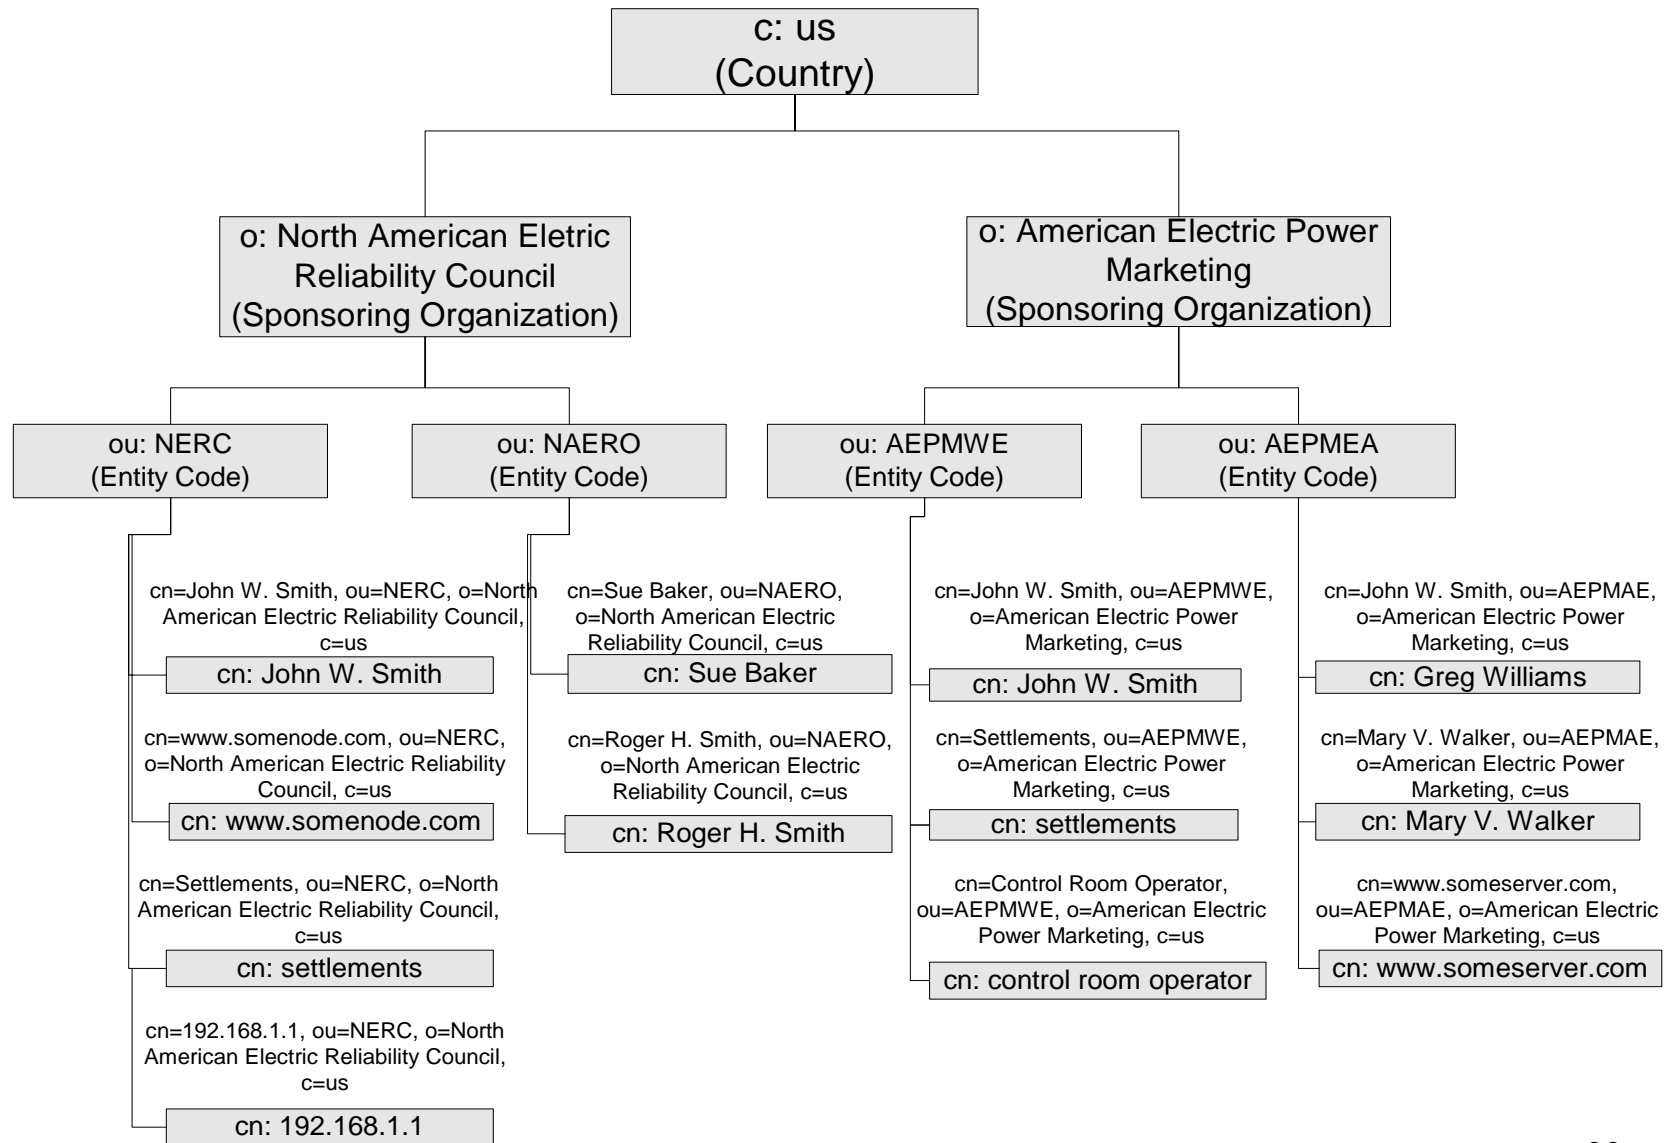 c: us
(Country)
o: North American Eletric
Reliability Council
(Sponsoring Organization)
o: American Electric Power
Marketing
(Sponsoring Organization)
ou: NERC
(Entity Code)
ou: NAERO
(Entity Code)
ou: AEPMWE
(Entity Code)
ou: AEPMEA
(Entity Code)
cn=John W. Smith, ou=NERC, o=North
American Electric Reliability Council,
c=us
cn: John W. Smith
cn=www.somenode.com, ou=NERC,
o=North American Electric Reliability
Council, c=us
cn: www.somenode.com
cn=Settlements, ou=NERC, o=North
American Electric Reliability Council,
c=us
cn: settlements
cn=192.168.1.1, ou=NERC, o=North
American Electric Reliability Council,
c=us
cn: 192.168.1.1
cn=Sue Baker, ou=NAERO,
o=North American Electric
Reliability Council, c=us
cn: Sue Baker
cn=Roger H. Smith, ou=NAERO,
o=North American Electric
Reliability Council, c=us
cn: Roger H. Smith
cn=John W. Smith, ou=AEPMWE,
o=American Electric Power
Marketing, c=us
cn: John W. Smith
cn=Settlements, ou=AEPMWE,
o=American Electric Power
Marketing, c=us
cn: settlements
cn=Control Room Operator,
ou=AEPMWE, o=American Electric
Power Marketing, c=us
cn: control room operator
cn=John W. Smith, ou=AEPMAE,
o=American Electric Power
Marketing, c=us
cn: Greg Williams
cn=Mary V. Walker, ou=AEPMAE,
o=American Electric Power
Marketing, c=us
cn: Mary V. Walker
cn=www.someserver.com,
ou=AEPMAE, o=American Electric
Power Marketing, c=us
cn: www.someserver.com